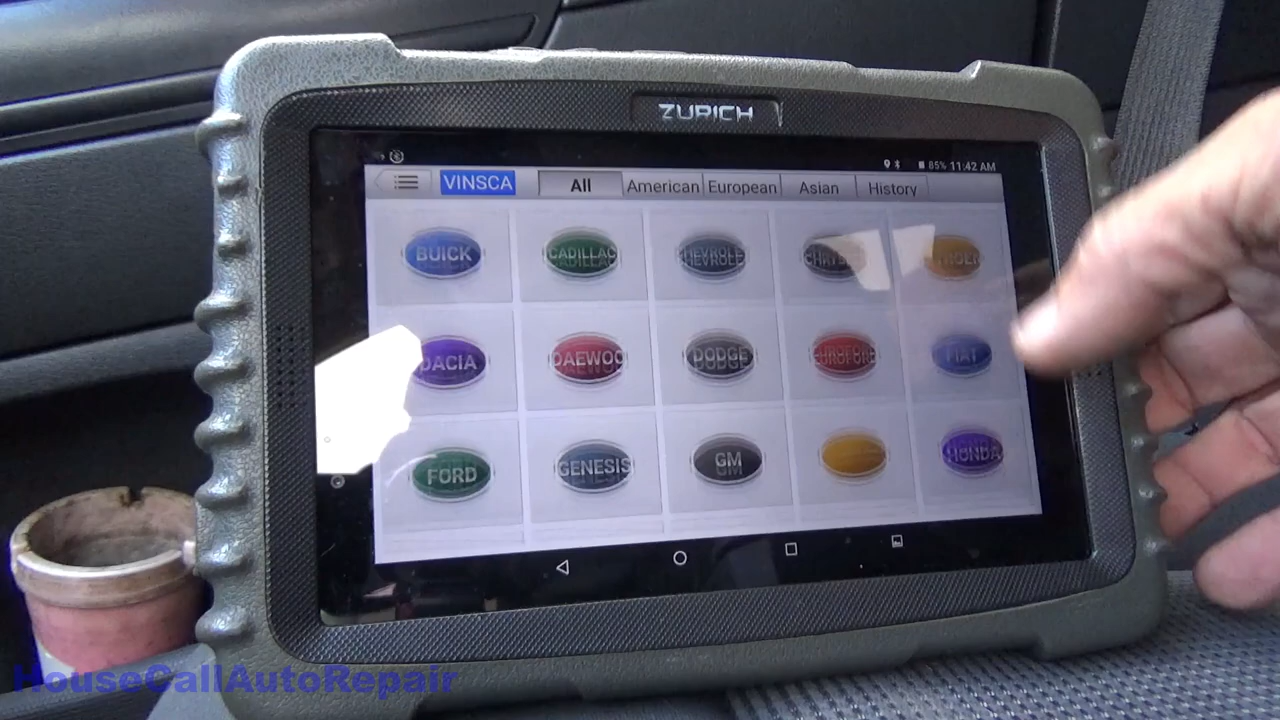 ZURICH
85% 11:42 AM
VINSCA All American European Asian History
BUICK CADILLAC
DACIA DAEWOO DODGE EUROFORD FIAT
FORD GENESIS GM HONDA
HouseCallAutoRepair